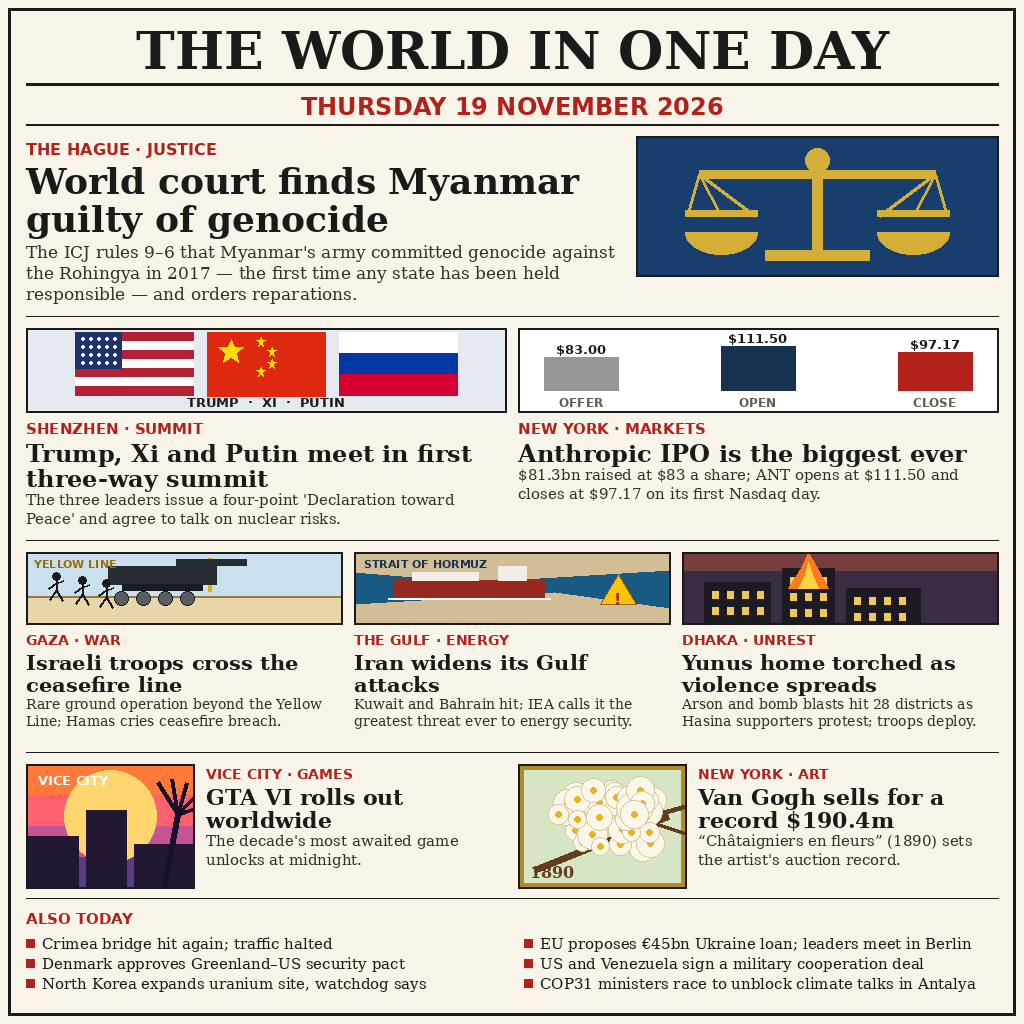 THE WORLD IN ONE DAY
THURSDAY 19 NOVEMBER 2026
THE HAGUE · JUSTICE
World court finds Myanmar
guilty of genocide
The ICJ rules 9–6 that Myanmar's army committed genocide against
the Rohingya in 2017 — the first time any state has been held
responsible — and orders reparations.
TRUMP · XI · PUTIN
SHENZHEN · SUMMIT
Trump, Xi and Putin meet in first
three-way summit
The three leaders issue a four-point 'Declaration toward
Peace' and agree to talk on nuclear risks.
$83.00
$111.50
$97.17
OFFER
OPEN
CLOSE
NEW YORK · MARKETS
Anthropic IPO is the biggest ever
$81.3bn raised at $83 a share; ANT opens at $111.50 and
closes at $97.17 on its first Nasdaq day.
YELLOW LINE
GAZA · WAR
Israeli troops cross the
ceasefire line
Rare ground operation beyond the Yellow
Line; Hamas cries ceasefire breach.
STRAIT OF HORMUZ
!
THE GULF · ENERGY
Iran widens its Gulf
attacks
Kuwait and Bahrain hit; IEA calls it the
greatest threat ever to energy security.
DHAKA · UNREST
Yunus home torched as
violence spreads
Arson and bomb blasts hit 28 districts as
Hasina supporters protest; troops deploy.
VICE CITY
VICE CITY · GAMES
GTA VI rolls out
worldwide
The decade's most awaited game
unlocks at midnight.
1890
NEW YORK · ART
Van Gogh sells for a
record $190.4m
“Châtaigniers en fleurs” (1890) sets
the artist's auction record.
ALSO TODAY
Crimea bridge hit again; traffic halted
Denmark approves Greenland–US security pact
North Korea expands uranium site, watchdog says
EU proposes €45bn Ukraine loan; leaders meet in Berlin
US and Venezuela sign a military cooperation deal
COP31 ministers race to unblock climate talks in Antalya